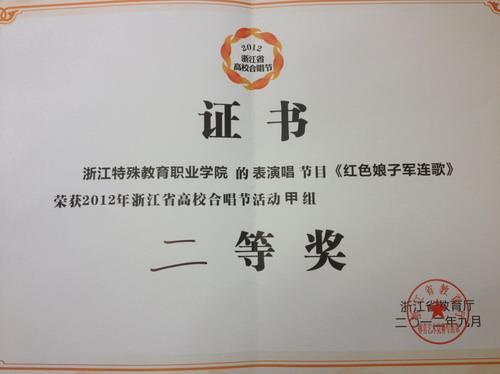 2012
浙江省
高校合唱节
证书
浙江特殊教育职业学院 的 表演唱 节目《红色娘子军连歌》
荣获2012年浙江省高校合唱节活动 甲 组
二等奖
浙江省教育厅
二〇一二年九月